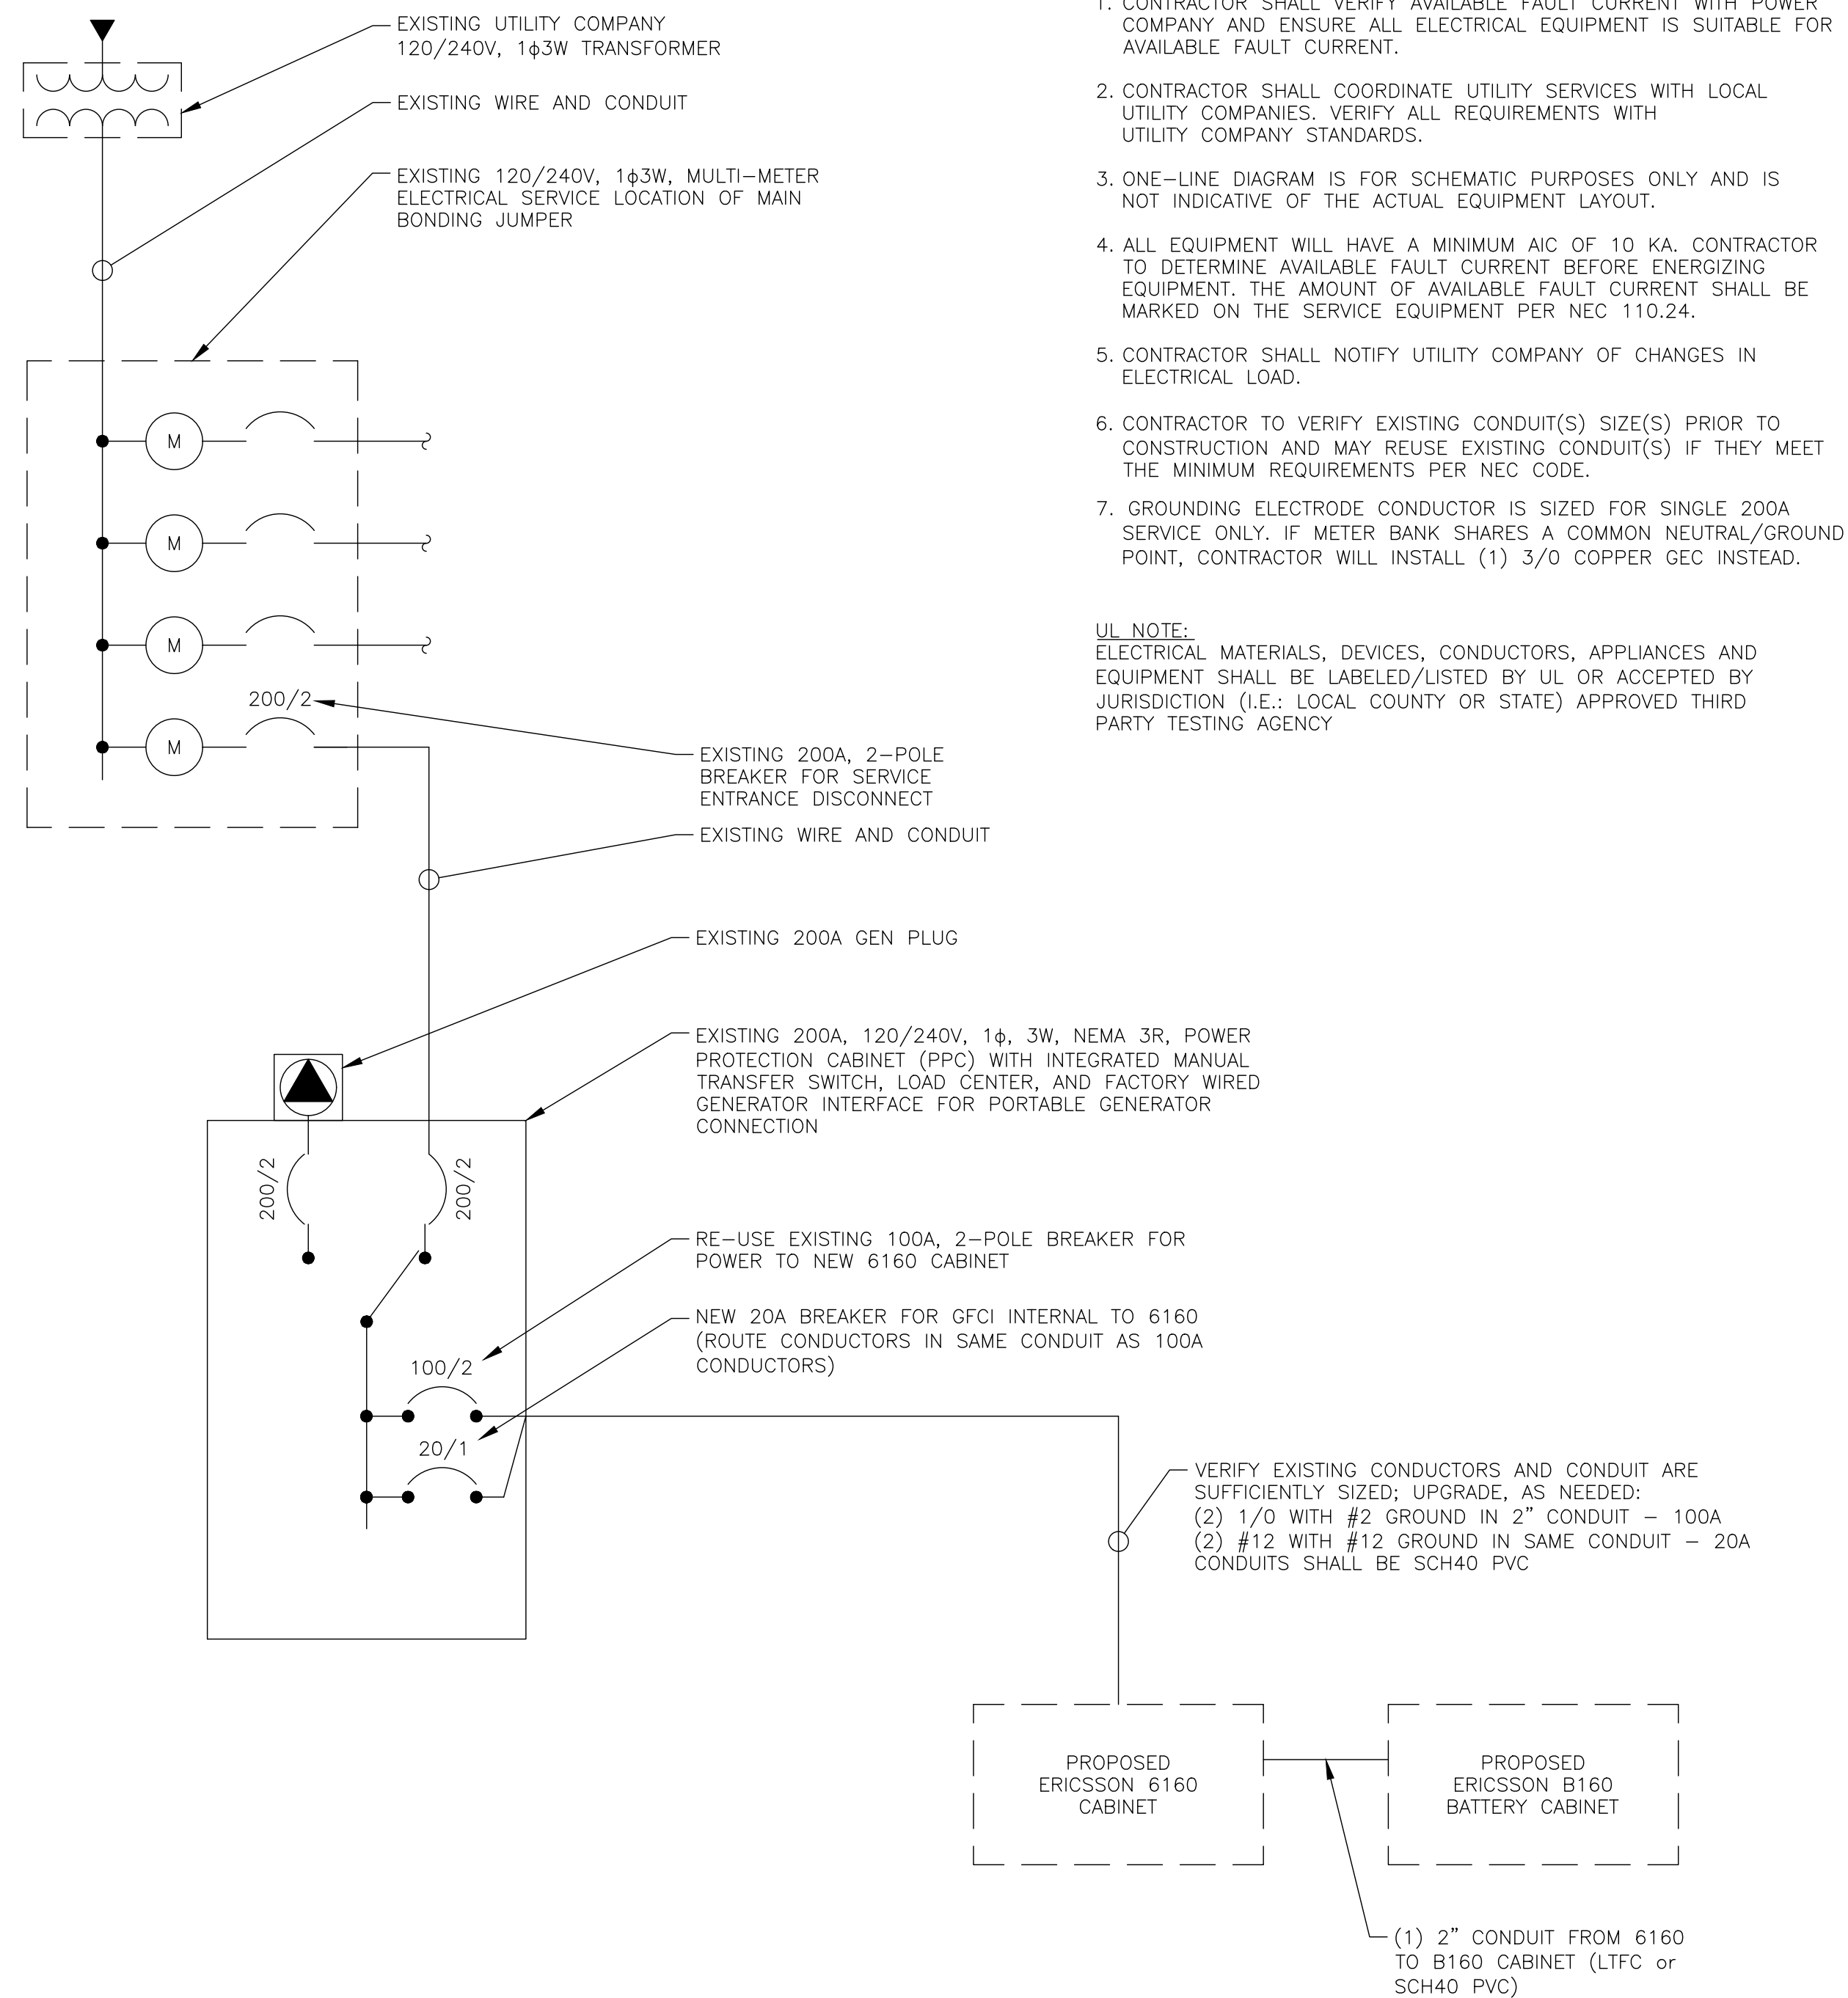 EXISTING UTILITY COMPANY
120/240V, 1ϕ3W TRANSFORMER
EXISTING WIRE AND CONDUIT
EXISTING 120/240V, 1ϕ3W, MULTI-METER
ELECTRICAL SERVICE LOCATION OF MAIN
BONDING JUMPER
M
M
M
200/2
M
EXISTING 200A, 2-POLE
BREAKER FOR SERVICE
ENTRANCE DISCONNECT
EXISTING WIRE AND CONDUIT
EXISTING 200A GEN PLUG
EXISTING 200A, 120/240V, 1ϕ, 3W, NEMA 3R, POWER
PROTECTION CABINET (PPC) WITH INTEGRATED MANUAL
TRANSFER SWITCH, LOAD CENTER, AND FACTORY WIRED
GENERATOR INTERFACE FOR PORTABLE GENERATOR
CONNECTION
200/2
200/2
RE-USE EXISTING 100A, 2-POLE BREAKER FOR
POWER TO NEW 6160 CABINET
NEW 20A BREAKER FOR GFCI INTERNAL TO 6160
(ROUTE CONDUCTORS IN SAME CONDUIT AS 100A
CONDUCTORS)
100/2
20/1
VERIFY EXISTING CONDUCTORS AND CONDUIT ARE
SUFFICIENTLY SIZED; UPGRADE, AS NEEDED:
(2) 1/0 WITH #2 GROUND IN 2" CONDUIT - 100A
(2) #12 WITH #12 GROUND IN SAME CONDUIT - 20A
CONDUITS SHALL BE SCH40 PVC
PROPOSED
ERICSSON 6160
CABINET
PROPOSED
ERICSSON B160
BATTERY CABINET
(1) 2" CONDUIT FROM 6160
TO B160 CABINET (LTFC or
SCH40 PVC)
1. CONTRACTOR SHALL VERIFY AVAILABLE FAULT CURRENT WITH POWER
COMPANY AND ENSURE ALL ELECTRICAL EQUIPMENT IS SUITABLE FOR
AVAILABLE FAULT CURRENT.
2. CONTRACTOR SHALL COORDINATE UTILITY SERVICES WITH LOCAL
UTILITY COMPANIES. VERIFY ALL REQUIREMENTS WITH
UTILITY COMPANY STANDARDS.
3. ONE-LINE DIAGRAM IS FOR SCHEMATIC PURPOSES ONLY AND IS
NOT INDICATIVE OF THE ACTUAL EQUIPMENT LAYOUT.
4. ALL EQUIPMENT WILL HAVE A MINIMUM AIC OF 10 KA. CONTRACTOR
TO DETERMINE AVAILABLE FAULT CURRENT BEFORE ENERGIZING
EQUIPMENT. THE AMOUNT OF AVAILABLE FAULT CURRENT SHALL BE
MARKED ON THE SERVICE EQUIPMENT PER NEC 110.24.
5. CONTRACTOR SHALL NOTIFY UTILITY COMPANY OF CHANGES IN
ELECTRICAL LOAD.
6. CONTRACTOR TO VERIFY EXISTING CONDUIT(S) SIZE(S) PRIOR TO
CONSTRUCTION AND MAY REUSE EXISTING CONDUIT(S) IF THEY MEET
THE MINIMUM REQUIREMENTS PER NEC CODE.
7. GROUNDING ELECTRODE CONDUCTOR IS SIZED FOR SINGLE 200A
SERVICE ONLY. IF METER BANK SHARES A COMMON NEUTRAL/GROUND
POINT, CONTRACTOR WILL INSTALL (1) 3/0 COPPER GEC INSTEAD.
UL NOTE:
ELECTRICAL MATERIALS, DEVICES, CONDUCTORS, APPLIANCES AND
EQUIPMENT SHALL BE LABELED/LISTED BY UL OR ACCEPTED BY
JURISDICTION (I.E.: LOCAL COUNTY OR STATE) APPROVED THIRD
PARTY TESTING AGENCY